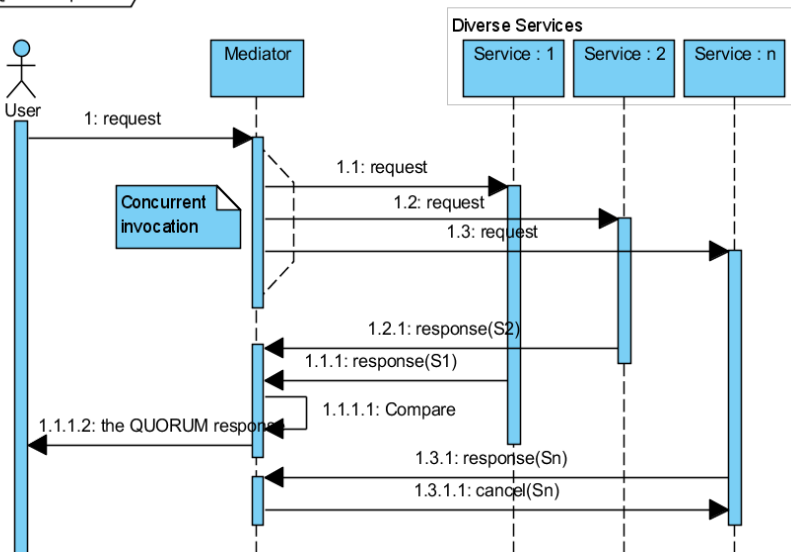 Diverse Services
Mediator
Service : 1
Service : 2
Service : n
User
1: request
1.1: request
Concurrent
invocation
1.2: request
1.3: request
1.2.1: response(S2)
1.1.1: response(S1)
1.1.1.1: Compare
1.1.1.2: the QUORUM response
1.3.1: response(Sn)
1.3.1.1: cancel(Sn)